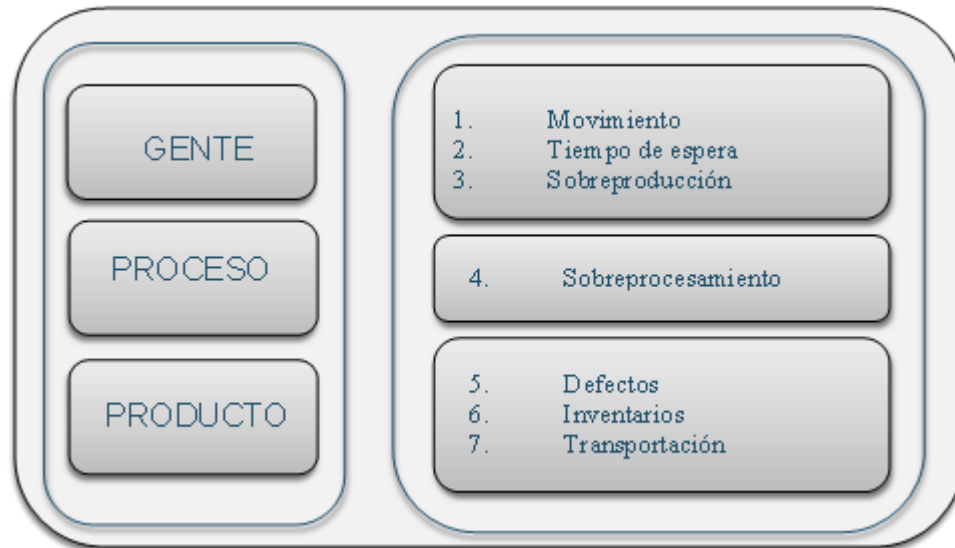 GENTE
PROCESO
PRODUCTO
1. Movimiento
2. Tiempo de espera
3. Sobreproducción
4. Sobreprocesamiento
5. Defectos
6. Inventarios
7. Transportación